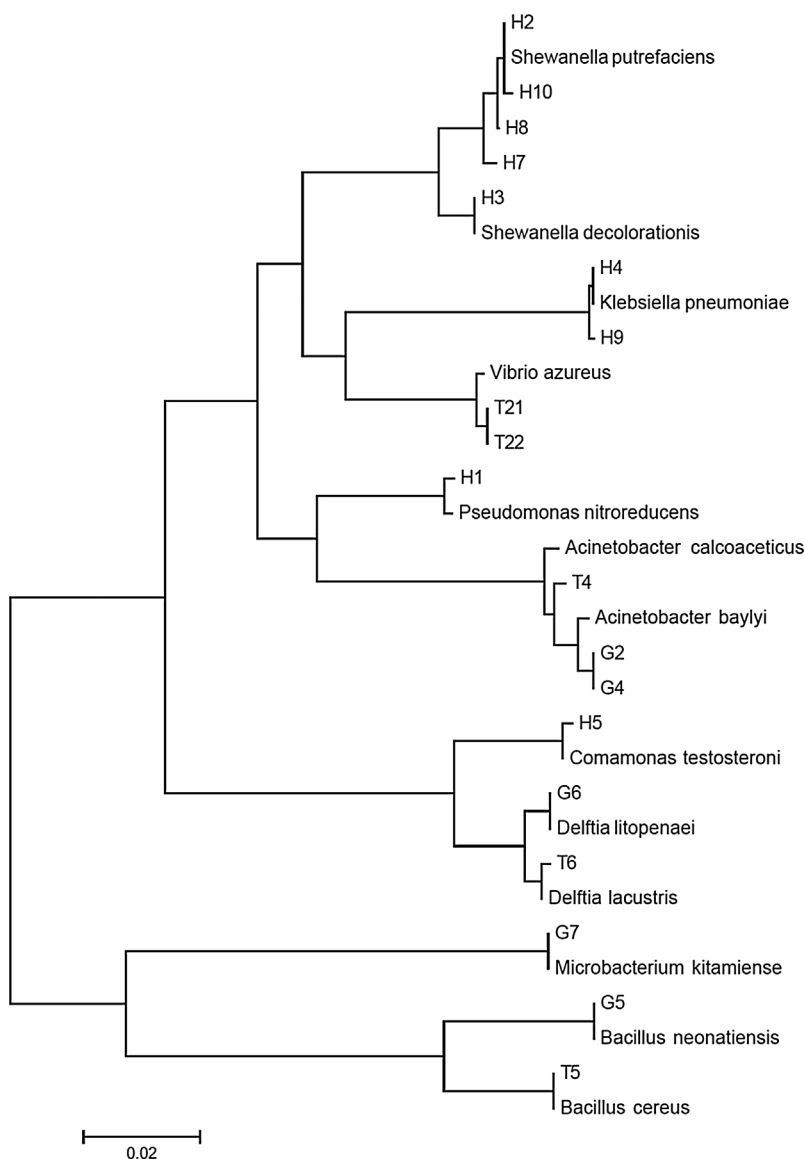 H2
Shewanella putrefaciens
H10
H8
H7
H3
Shewanella decolorationis
H4
Klebsiella pneumoniae
H9
Vibrio azureus
T21
T22
H1
Pseudomonas nitroreducens
Acinetobacter calcoaceticus
T4
Acinetobacter baylyi
G2
G4
H5
Comamonas testosteroni
G6
Delftia litopenaei
T6
Delftia lacustris
G7
Microbacterium kitamiense
G5
Bacillus neonatiensis
T5
Bacillus cereus
0.02